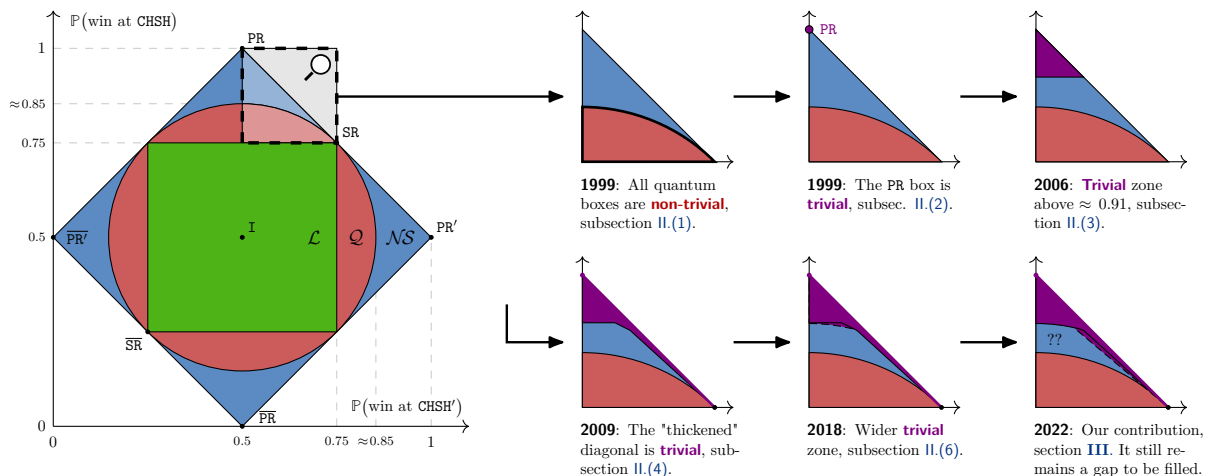 ℙ(win at CHSH)
PR
1
≈0.85
SR
0.75
I
ℒ
𝒬
𝒩𝒮
PR'
0.5
P̅R̅'̅
S̅R̅
P̅R̅
ℙ(win at CHSH')
0
0
0.5
0.75
≈0.85
1
1999: All quantum
boxes are non-trivial,
subsection II.(1).
PR
1999: The PR box is
trivial, subsec. II.(2).
2006: Trivial zone
above ≈ 0.91, subsec-
tion II.(3).
2009: The "thickened"
diagonal is trivial, sub-
section II.(4).
2018: Wider trivial
zone, subsection II.(6).
??
2022: Our contribution,
section III. It still re-
mains a gap to be filled.